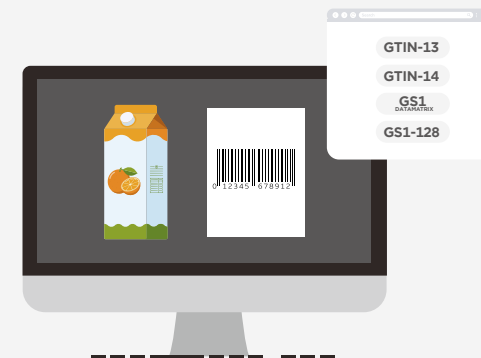 GTIN-13
GTIN-14
GS1
DATAMATRIX
GS1-128
0 12345 678912